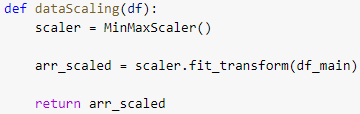 def dataScaling(df):
    scaler = MinMaxScaler()
    arr_scaled = scaler.fit_transform(df_main)
    return arr_scaled